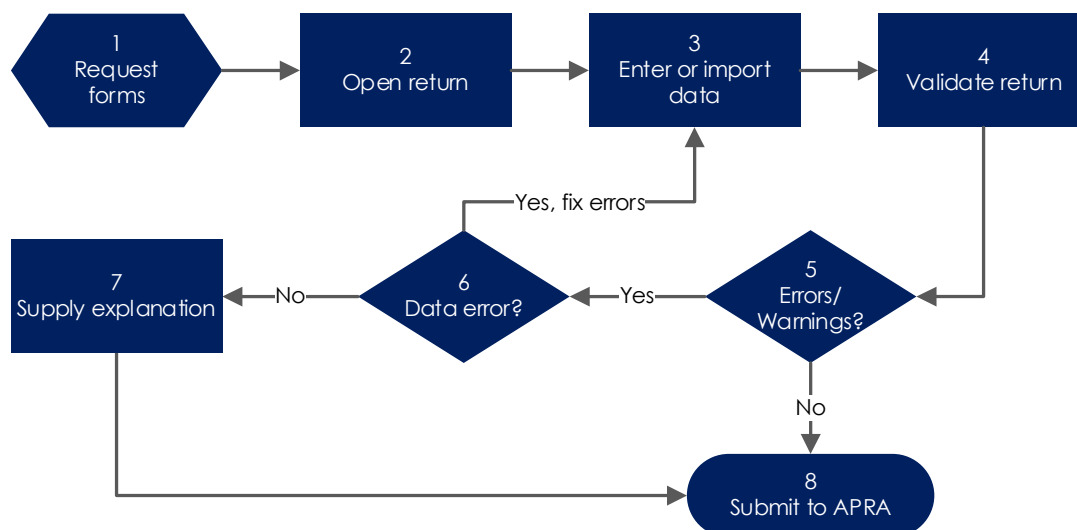 1
Request
forms
2
Open return
3
Enter or import
data
4
Validate return
Yes, fix errors
7
Supply explanation
No
6
Data error?
Yes
5
Errors/
Warnings?
No
8
Submit to APRA